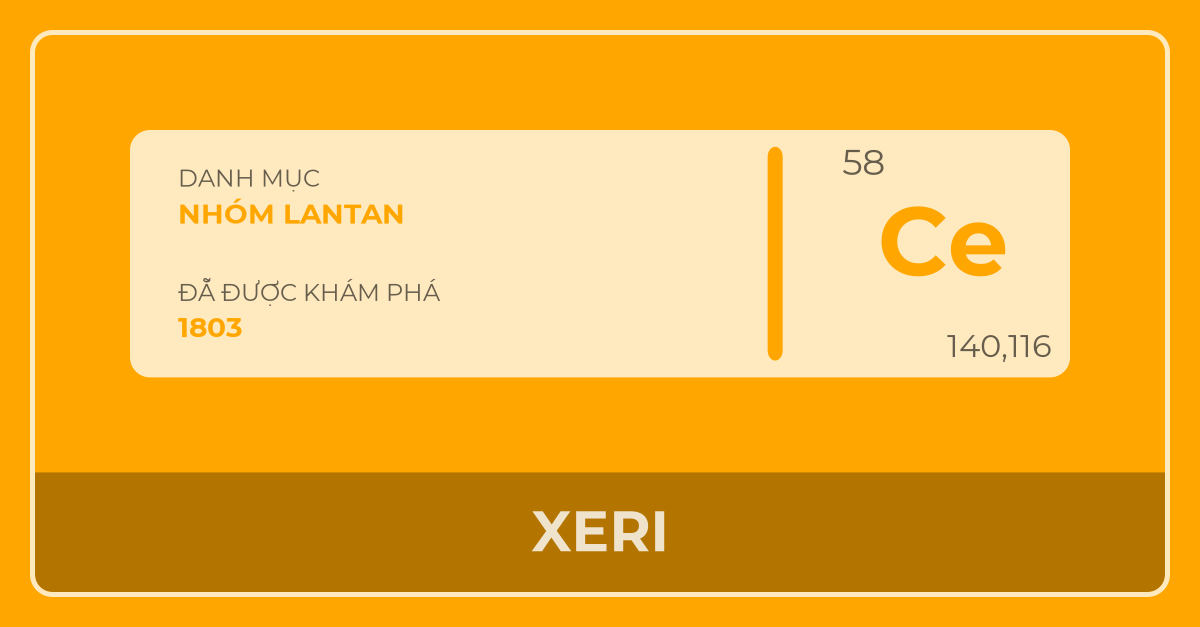 DANH MỤC
NHÓM LANTAN
ĐÃ ĐƯỢC KHÁM PHÁ
1803
58
Ce
140,116
XERI